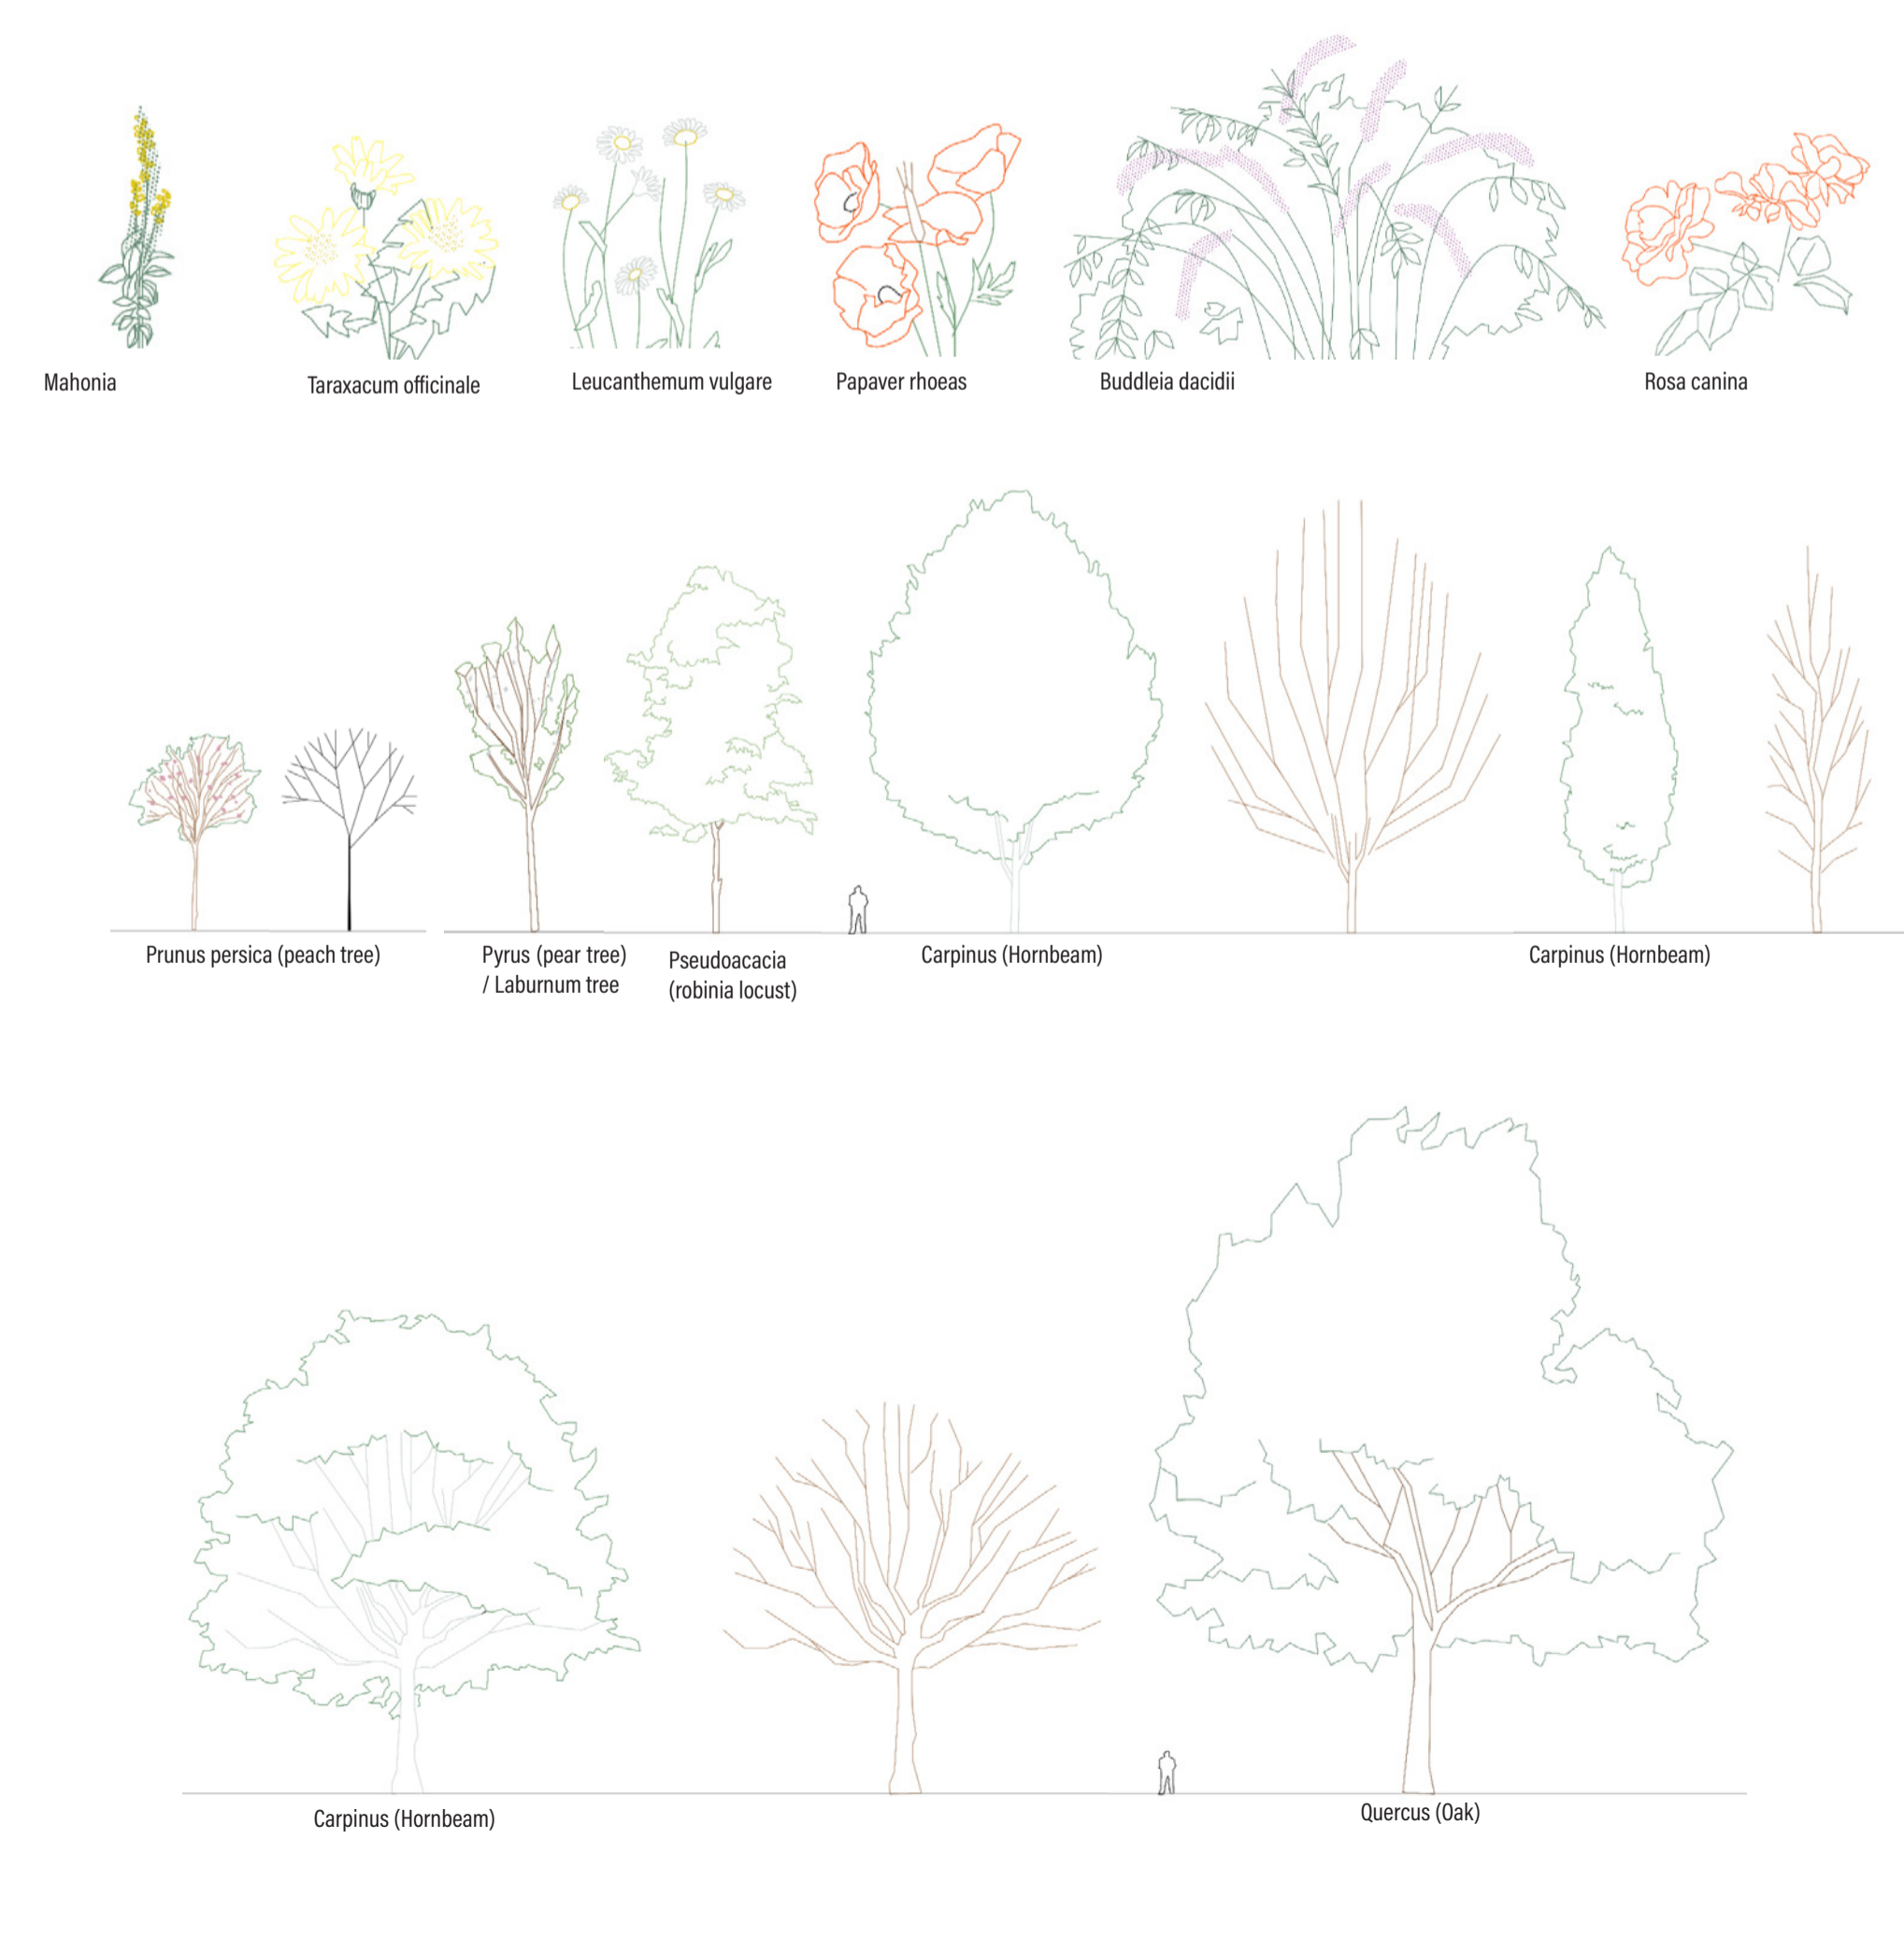 Mahonia
Taraxacum officinale
Leucanthemum vulgare
Papaver rhoeas
Buddleia dacidii
Rosa canina
Prunus persica (peach tree)
Pyrus (pear tree)
/ Laburnum tree
Pseudoacacia
(robinia locust)
Carpinus (Hornbeam)
Carpinus (Hornbeam)
Carpinus (Hornbeam)
Quercus (Oak)